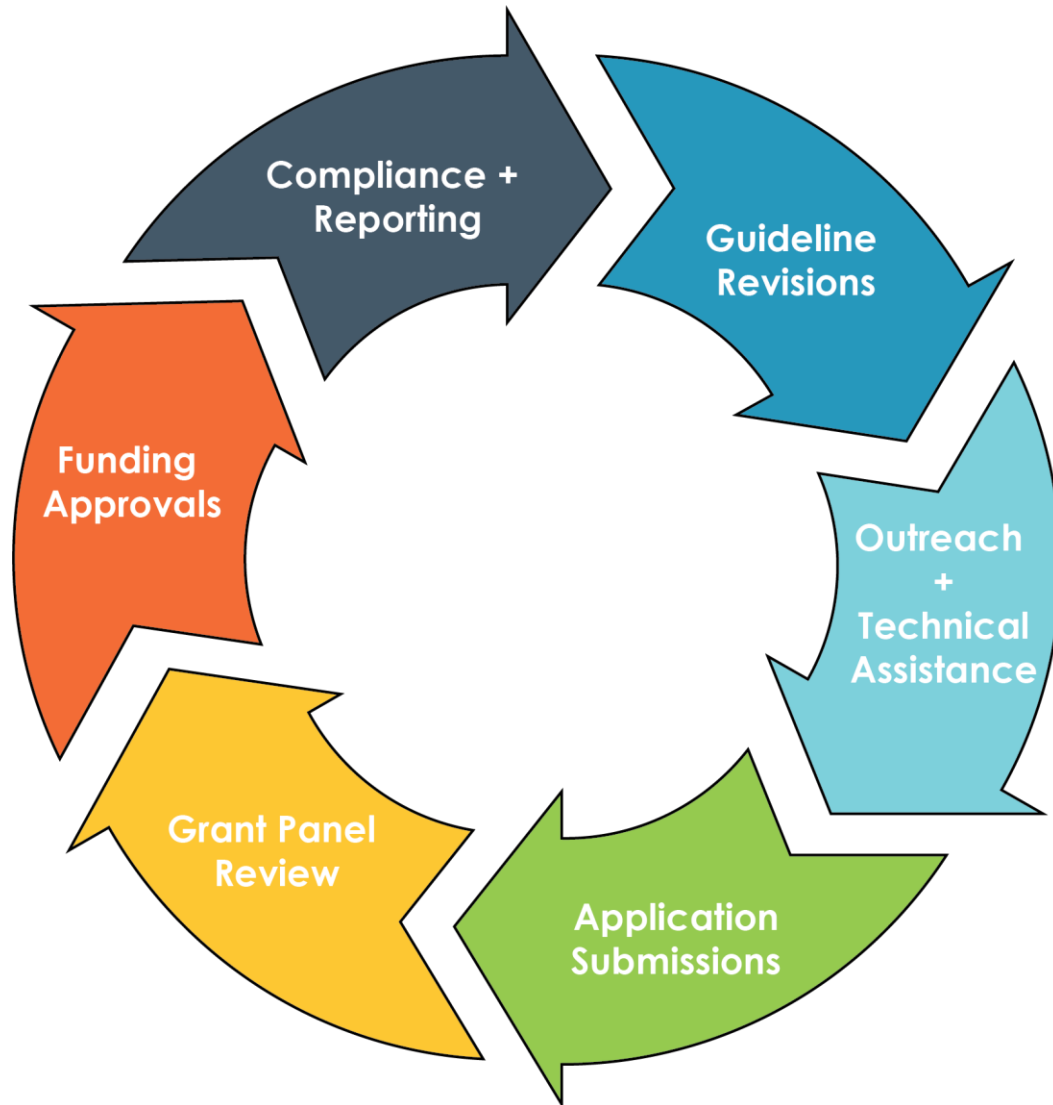 Compliance +
Reporting
Guideline
Revisions
Outreach
+
Technical
Assistance
Application
Submissions
Grant Panel
Review
Funding
Approvals